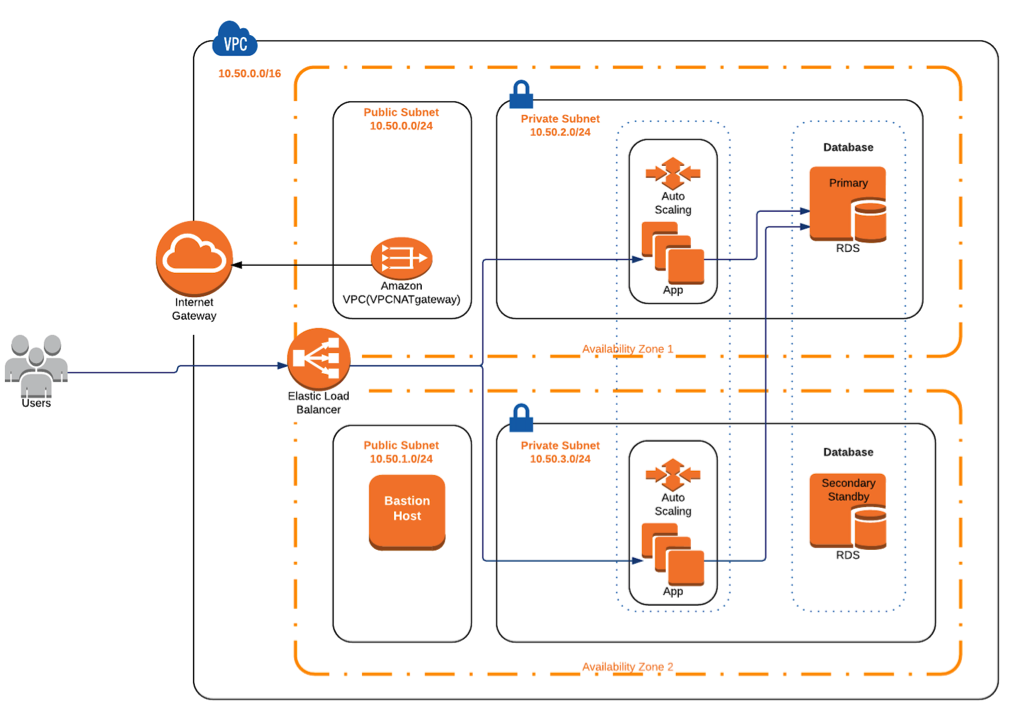 VPC
10.50.0.0/16
Public Subnet
10.50.0.0/24
Private Subnet
10.50.2.0/24
Database
Primary
RDS
Auto
Scaling
App
Amazon
VPC(VPCNATgateway)
Internet
Gateway
Availability Zone 1
Users
Elastic Load
Balancer
Public Subnet
10.50.1.0/24
Bastion
Host
Private Subnet
10.50.3.0/24
Auto
Scaling
App
Database
Secondary
Standby
RDS
Availability Zone 2